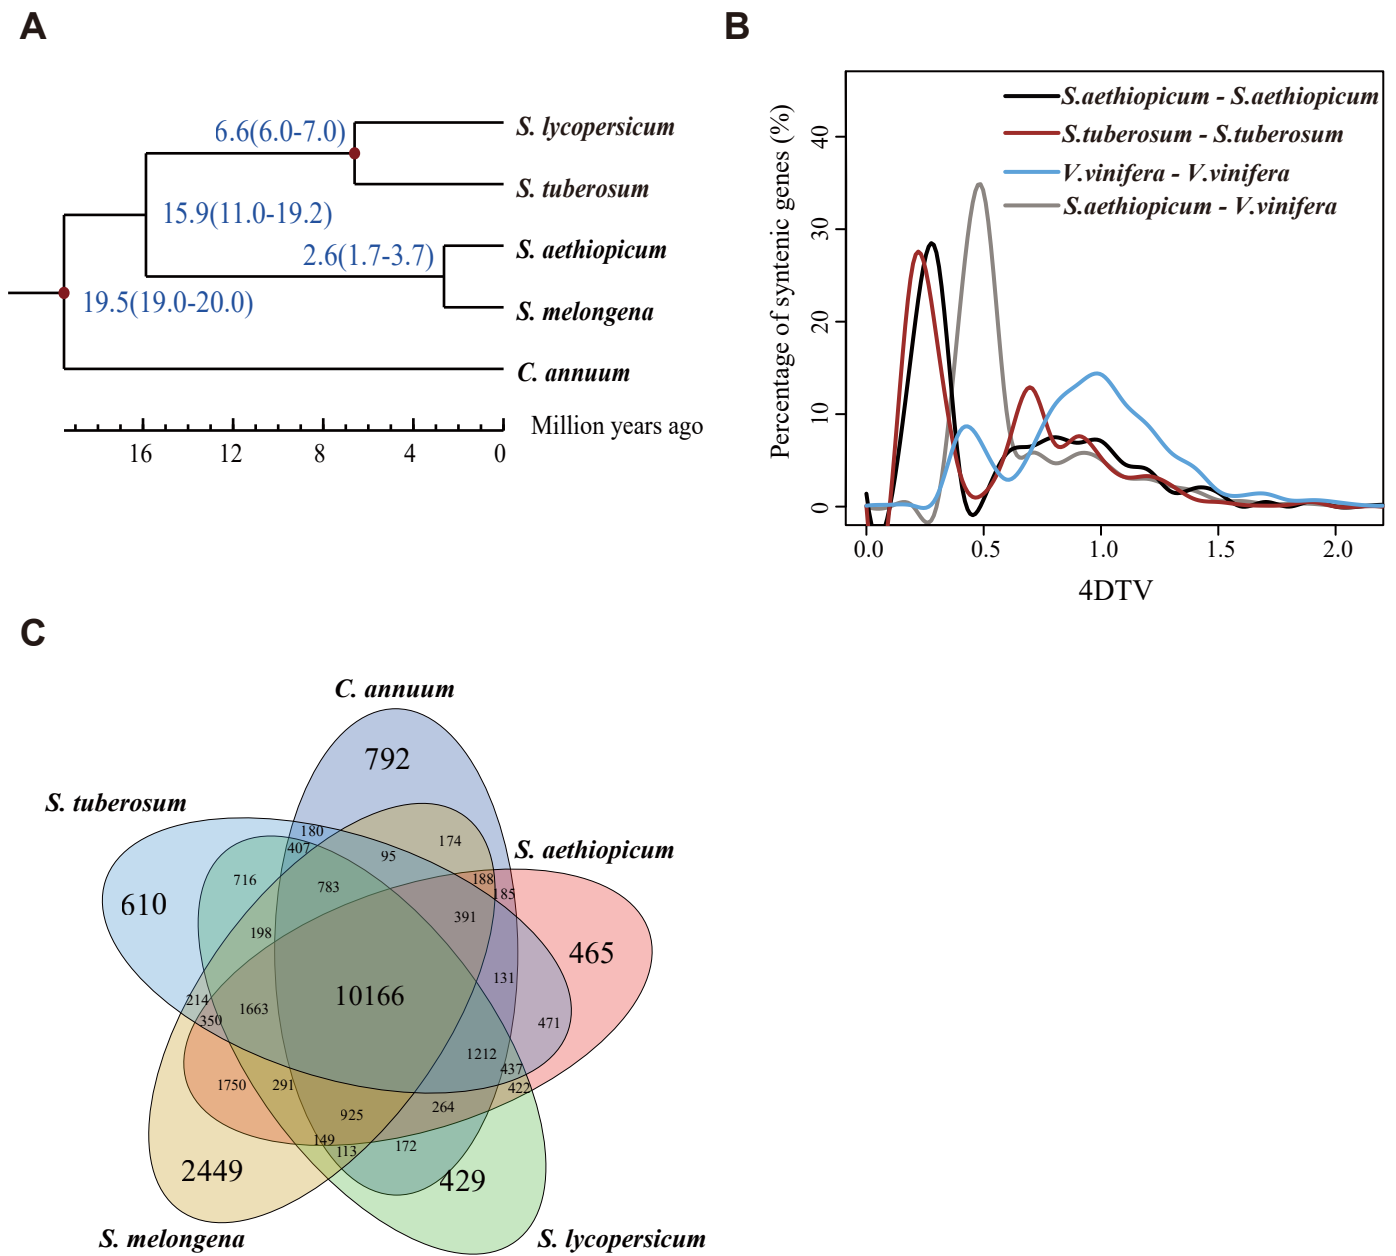 A
6.6(6.0-7.0)
S. lycopersicum
S. tuberosum
15.9(11.0-19.2)
2.6(1.7-3.7)
S. aethiopicum
19.5(19.0-20.0)
S. melongena
C. annuum
Million years ago
16 12 8 4 0
B
S.aethiopicum - S.aethiopicum
S.tuberosum - S.tuberosum
V.vinifera - V.vinifera
S.aethiopicum - V.vinifera
Percentage of syntenic genes (%)
40
30
20
10
0
0.0 0.5 1.0 1.5 2.0
4DTV
C
C. annuum
792
S. tuberosum
180
407
95
174
S. aethiopicum
716
783
188
185
610
391
198
465
131
10166
214
1663
350
471
1212
437
422
1750
291
264
925
149
113
172
2449
429
S. melongena
S. lycopersicum